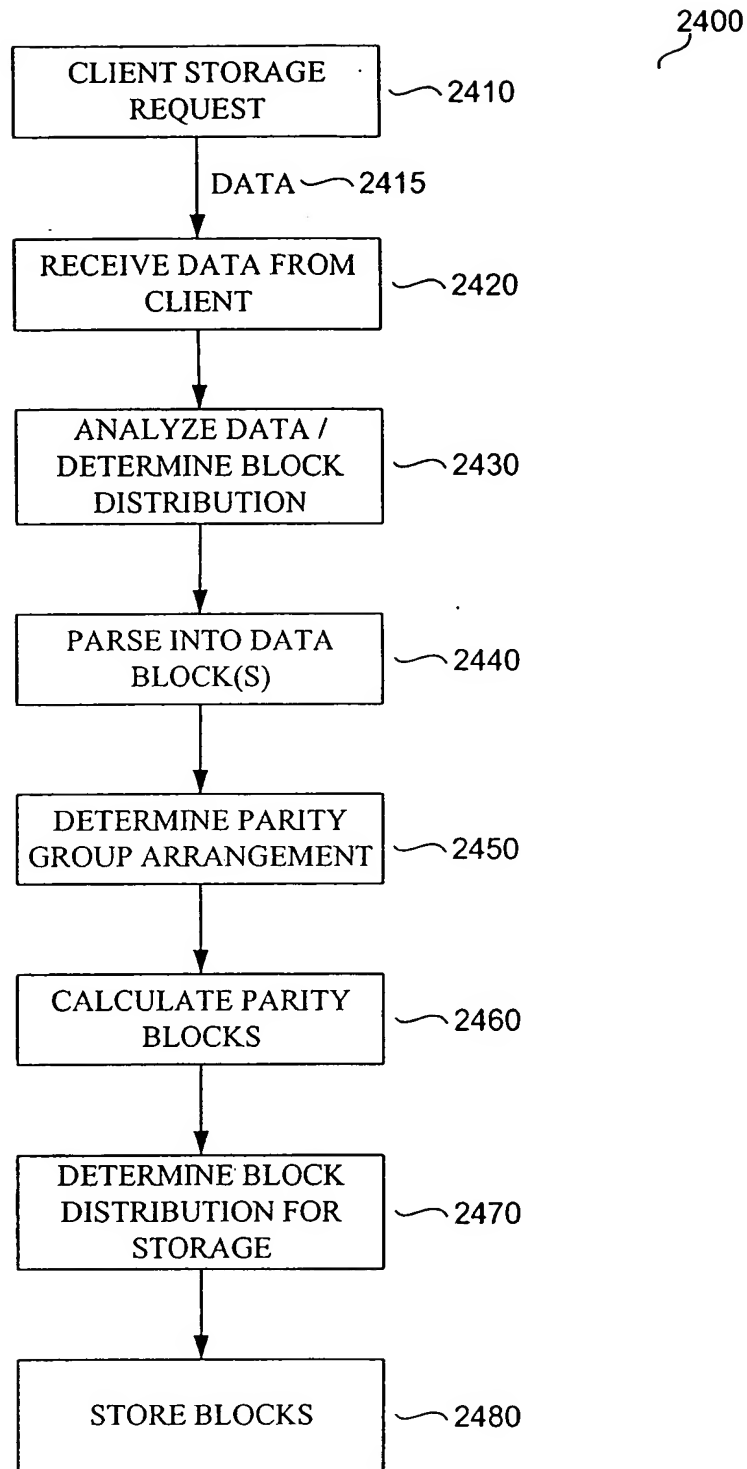 2400
CLIENT STORAGE
REQUEST
2410
DATA 2415
RECEIVE DATA FROM
CLIENT
2420
ANALYZE DATA /
DETERMINE BLOCK
DISTRIBUTION
2430
PARSE INTO DATA
BLOCK(S)
2440
DETERMINE PARITY
GROUP ARRANGEMENT
2450
CALCULATE PARITY
BLOCKS
2460
DETERMINE BLOCK
DISTRIBUTION FOR
STORAGE
2470
STORE BLOCKS
2480